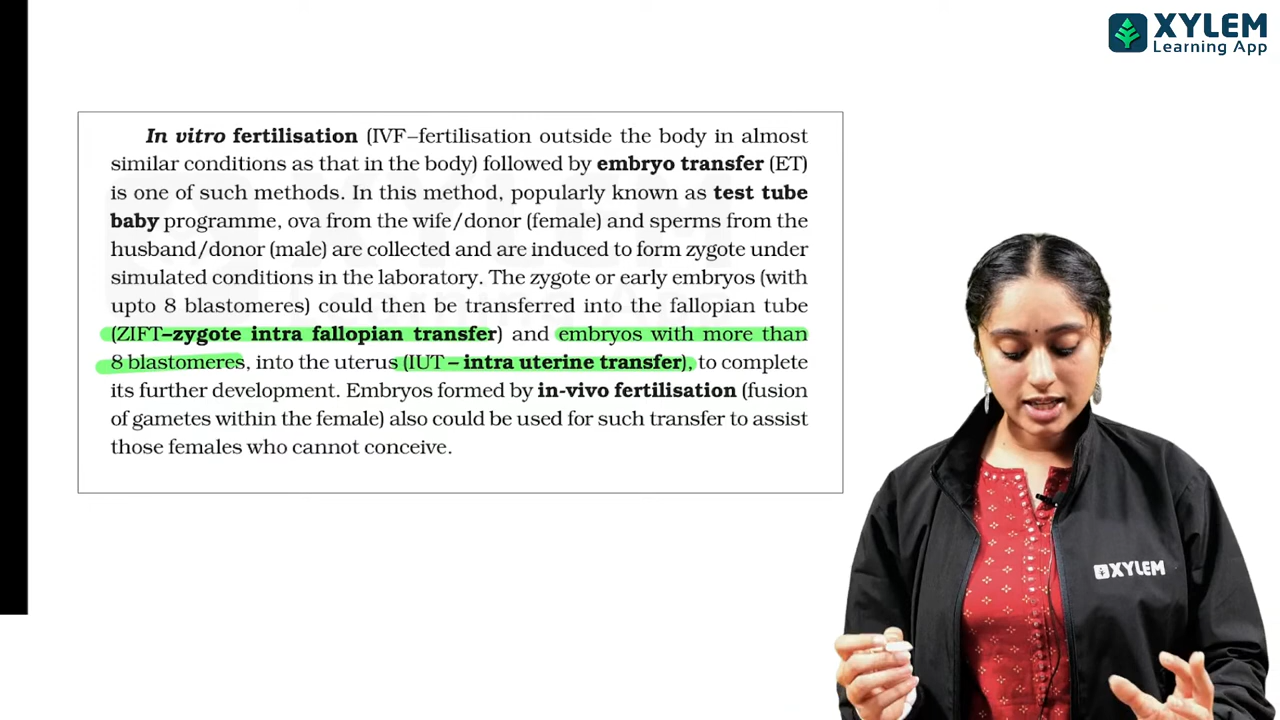 XYLEM
Learning App
In vitro fertilisation (IVF–fertilisation outside the body in almost
similar conditions as that in the body) followed by embryo transfer (ET)
is one of such methods. In this method, popularly known as test tube
baby programme, ova from the wife/donor (female) and sperms from the
husband/donor (male) are collected and are induced to form zygote under
simulated conditions in the laboratory. The zygote or early embryos (with
upto 8 blastomeres) could then be transferred into the fallopian tube
(ZIFT–zygote intra fallopian transfer) and embryos with more than
8 blastomeres, into the uterus (IUT – intra uterine transfer), to complete
its further development. Embryos formed by in-vivo fertilisation (fusion
of gametes within the female) also could be used for such transfer to assist
those females who cannot conceive.
XYLEM